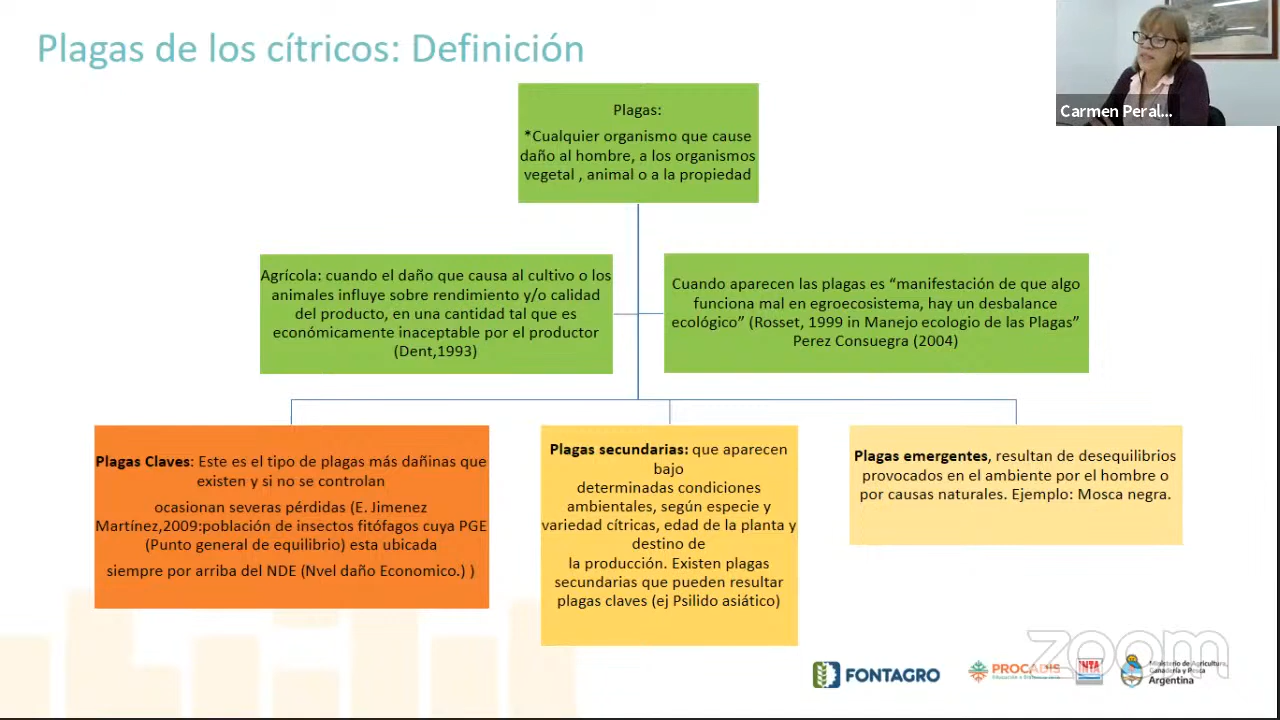 Plagas de los cítricos: Definición
Carmen Peral...
Plagas:
*Cualquier organismo que cause
daño al hombre, a los organismos
vegetal , animal o a la propiedad
Agrícola: cuando el daño que causa al cultivo o los
animales influye sobre rendimiento y/o calidad
del producto, en una cantidad tal que es
económicamente inaceptable por el productor
(Dent,1993)
Cuando aparecen las plagas es “manifestación de que algo
funciona mal en egroecosistema, hay un desbalance
ecológico” (Rosset, 1999 in Manejo ecologio de las Plagas”
Perez Consuegra (2004)
Plagas Claves: Este es el tipo de plagas más dañinas que
existen y si no se controlan
ocasionan severas pérdidas (E. Jimenez
Martínez,2009:población de insectos fitófagos cuya PGE
(Punto general de equilibrio) esta ubicada
siempre por arriba del NDE (Nvel daño Economico.) )
Plagas secundarias: que aparecen
bajo
determinadas condiciones
ambientales, según especie y
variedad cítricas, edad de la planta y
destino de
la producción. Existen plagas
secundarias que pueden resultar
plagas claves (ej Psilido asiático)
Plagas emergentes, resultan de desequilibrios
provocados en el ambiente por el hombre o
por causas naturales. Ejemplo: Mosca negra.
zoom
FONTAGRO
PROCADIS
INTA
Ministerio de Agricultura,
Ganadería y Pesca
Argentina